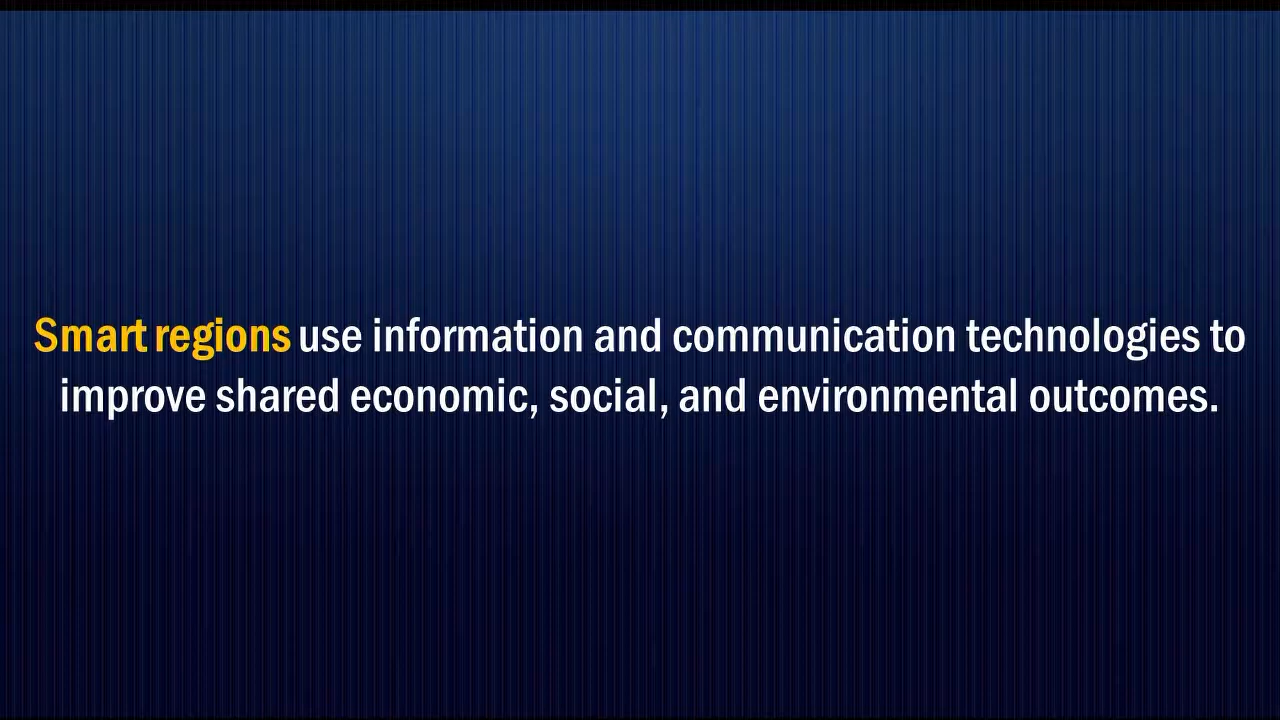 Smart regions use information and communication technologies to
improve shared economic, social, and environmental outcomes.